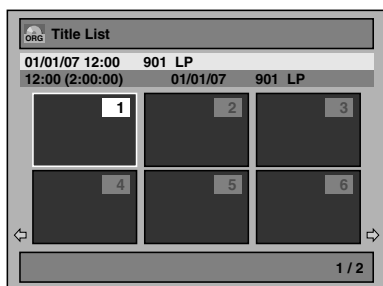 ORG Title List
01/01/07 12:00 901 LP
12:00 (2:00:00) 01/01/07 901 LP
1 2 3
4 5 6
1 / 2